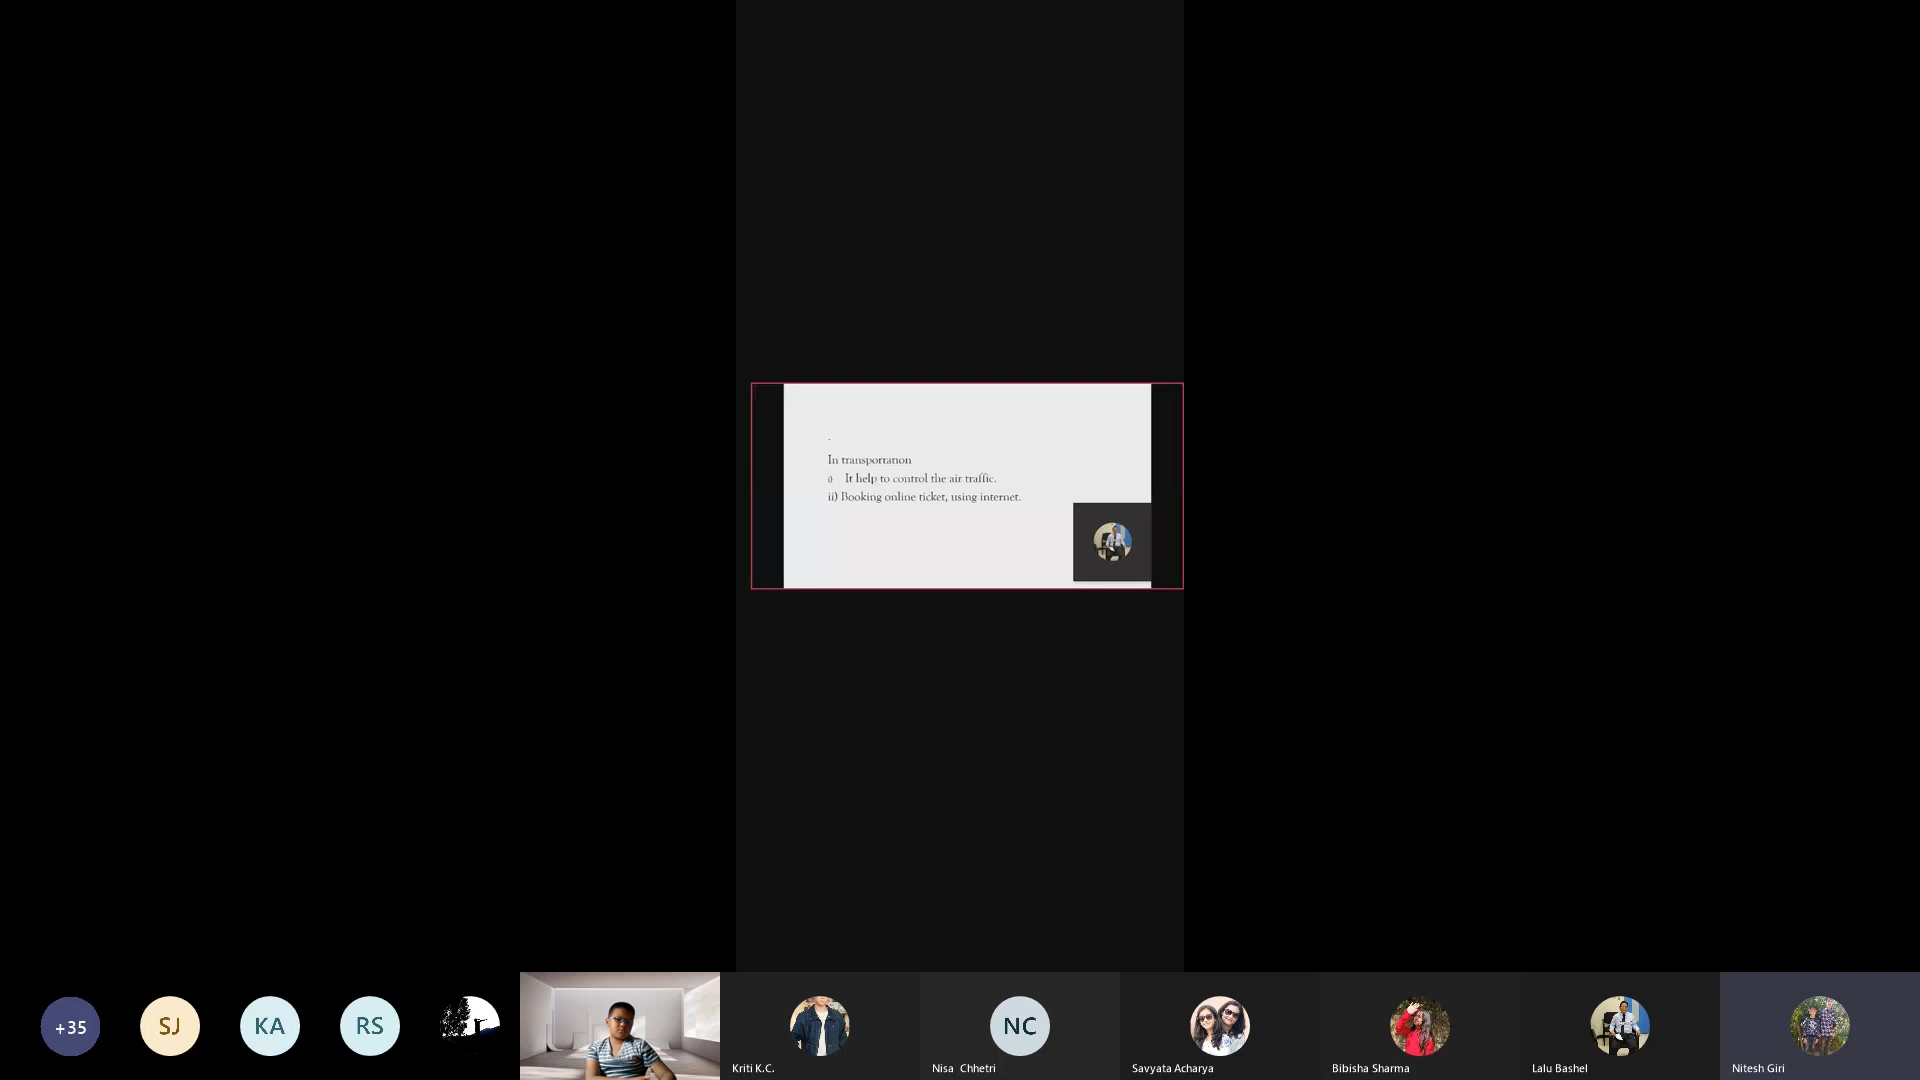 In transportation
i) It help to control the air traffic.
ii) Booking online ticket, using internet.
+35
SJ
KA
RS
NC
Kriti K.C.
Nisa Chhetri
Savyata Acharya
Bibisha Sharma
Lalu Bashel
Nitesh Giri